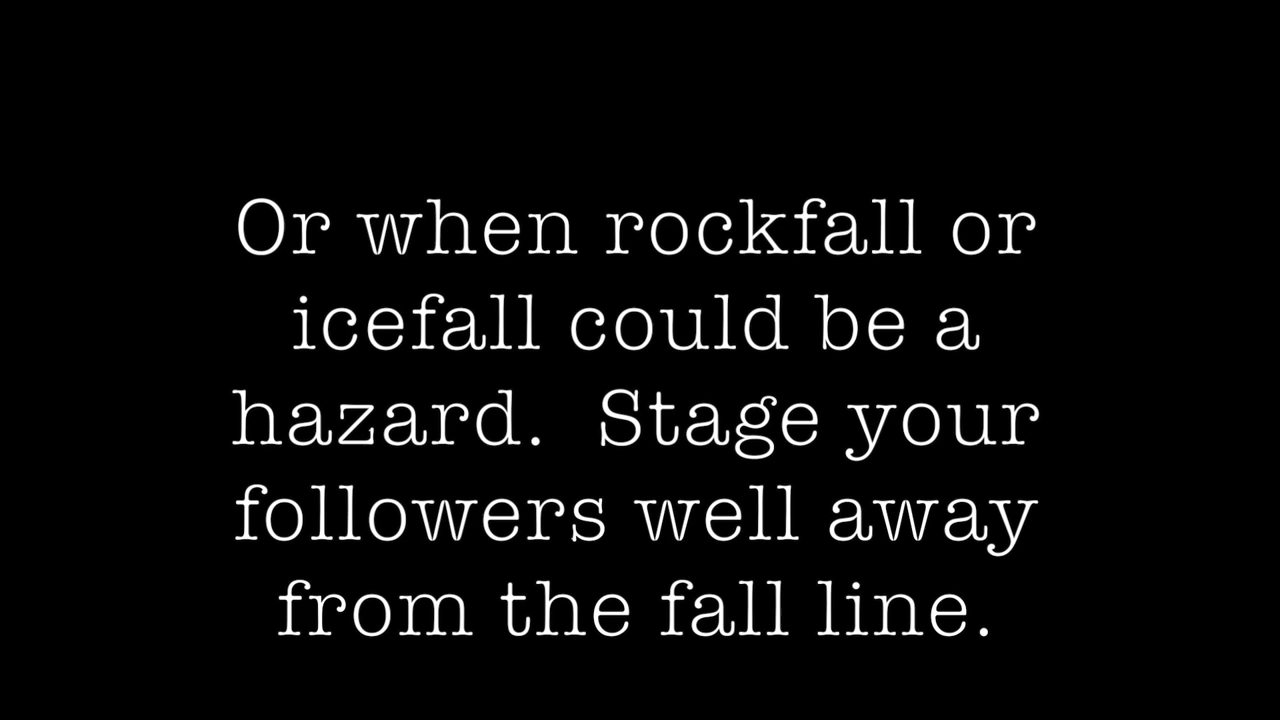 Or when rockfall or
icefall could be a
hazard.  Stage your
followers well away
from the fall line.